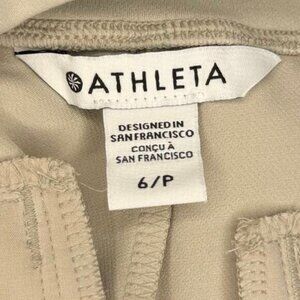 ATHLETA
DESIGNED IN
SAN FRANCISCO
CONÇU À
SAN FRANCISCO
6/P